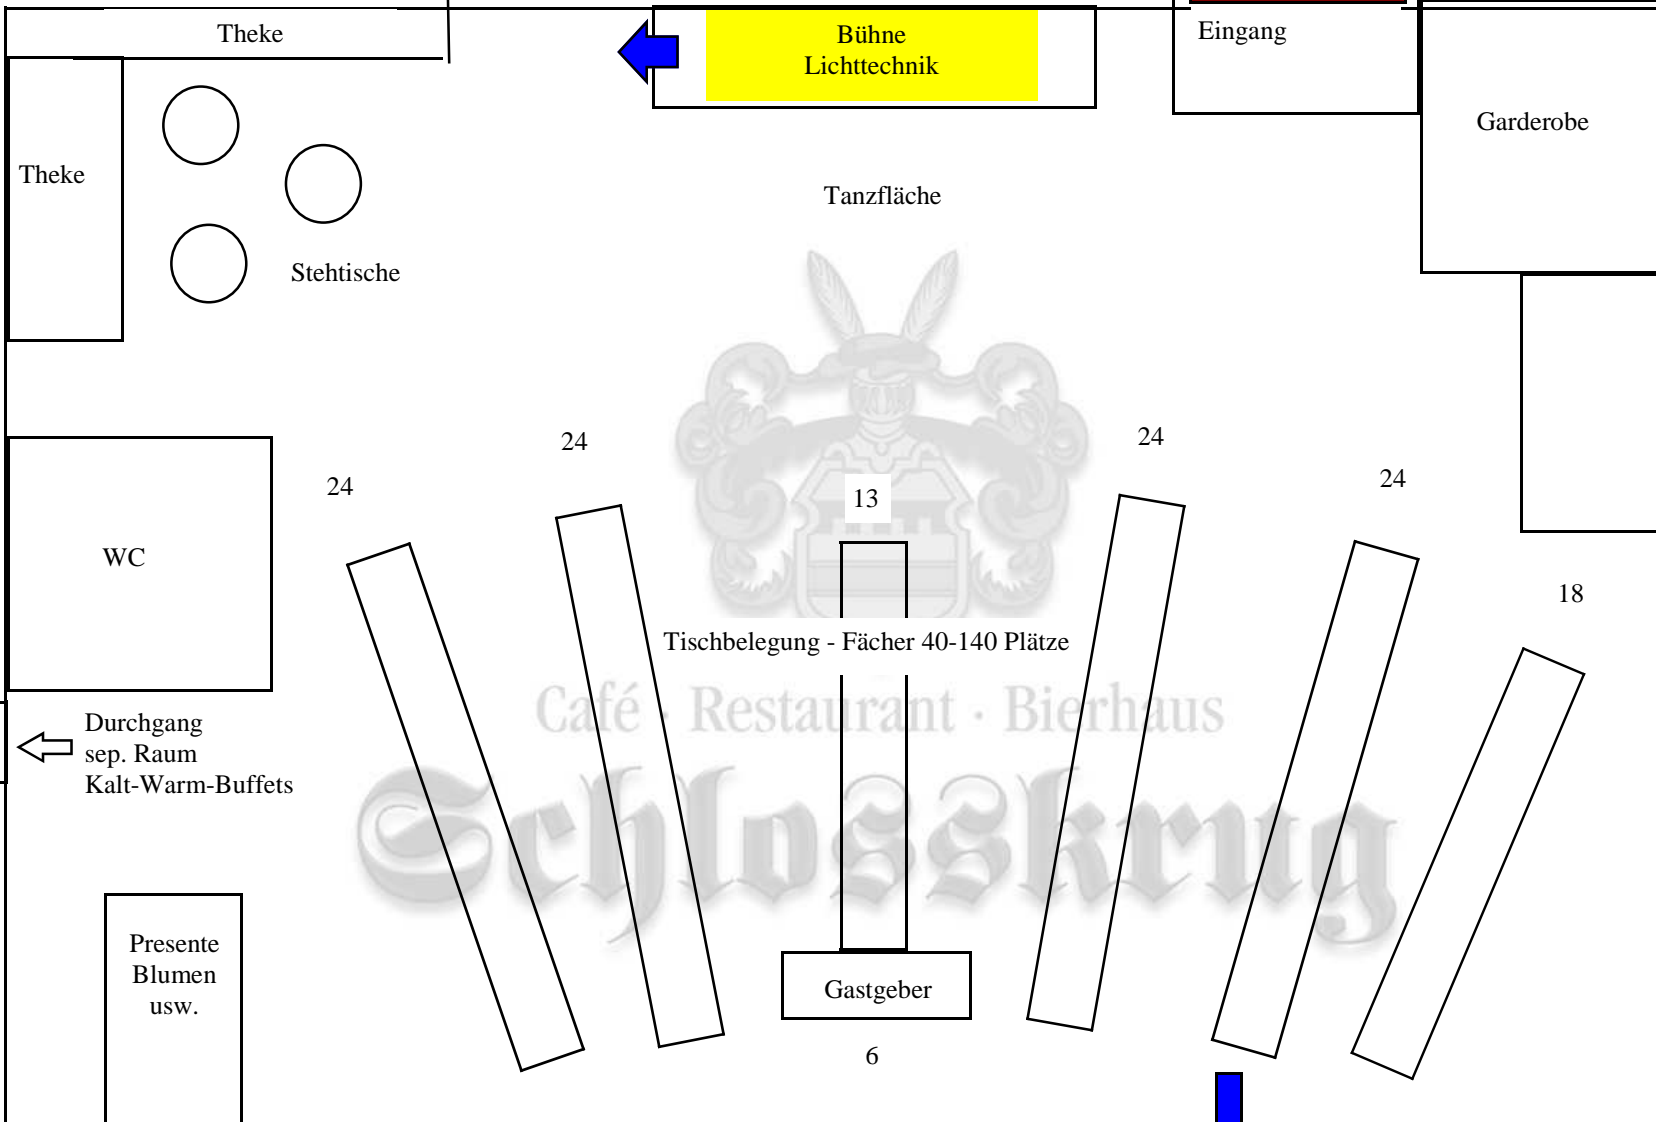 Theke
Bühne
Lichttechnik
Eingang
Garderobe
Theke
Tanzfläche
Stehtische
24
24
13
24
24
18
WC
Tischbelegung - Fächer 40-140 Plätze
Café · Restaurant · Bierhaus
Schlosskrug
Durchgang
sep. Raum
Kalt-Warm-Buffets
Presente
Blumen
usw.
Gastgeber
6